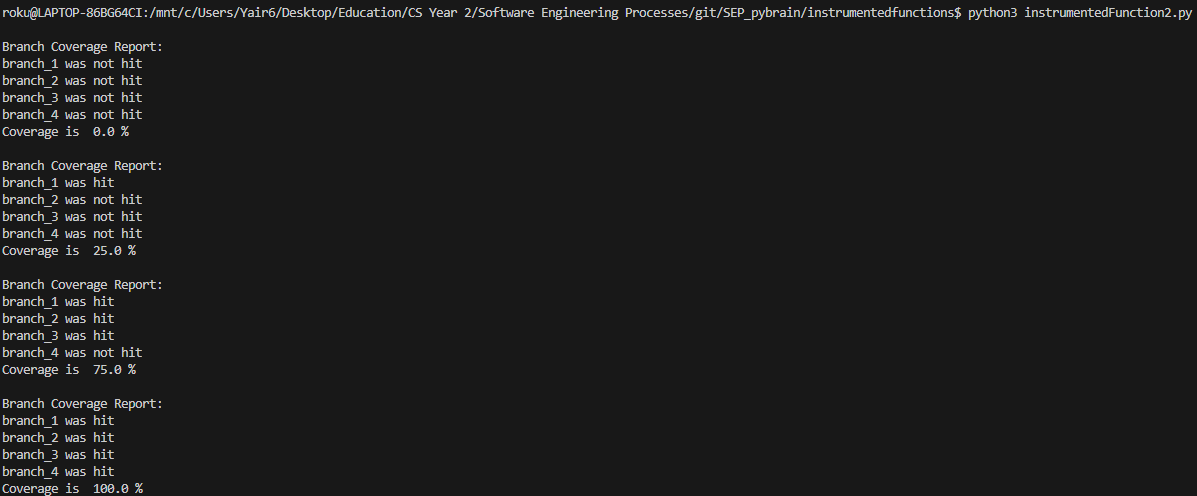 roku@LAPTOP-86BG64CI:/mnt/c/Users/Yair6/Desktop/Education/CS Year 2/Software Engineering Processes/git/SEP_pybrain/instrumentedfunctions$ python3 instrumentedFunction2.py
Branch Coverage Report:
branch_1 was not hit
branch_2 was not hit
branch_3 was not hit
branch_4 was not hit
Coverage is  0.0 %
Branch Coverage Report:
branch_1 was hit
branch_2 was not hit
branch_3 was not hit
branch_4 was not hit
Coverage is  25.0 %
Branch Coverage Report:
branch_1 was hit
branch_2 was hit
branch_3 was hit
branch_4 was not hit
Coverage is  75.0 %
Branch Coverage Report:
branch_1 was hit
branch_2 was hit
branch_3 was hit
branch_4 was hit
Coverage is  100.0 %